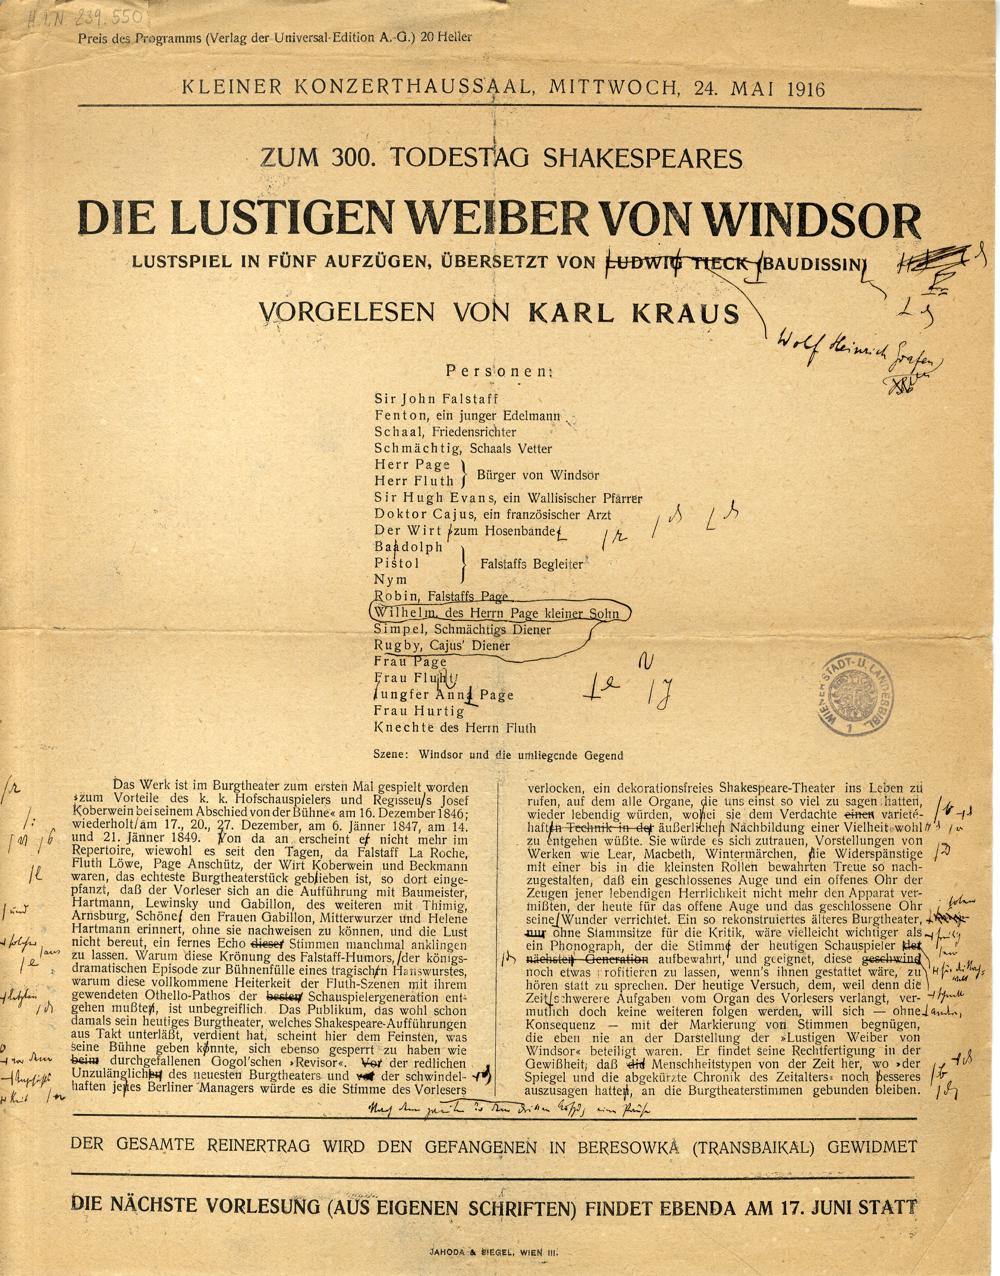 H.I.N. 239.550
Preis des Programms (Verlag der Universal-Edition A.-G.) 20 Heller
KLEINER KONZERTHAUSSAAL, MITTWOCH, 24. MAI 1916
ZUM 300. TODESTAG SHAKESPEARES
DIE LUSTIGEN WEIBER VON WINDSOR
LUSTSPIEL IN FÜNF AUFZÜGEN, ÜBERSETZT VON LUDWIG TIECK (BAUDISSIN)
VORGELESEN VON KARL KRAUS
Wolf Heinrich Grafen
Personen:
Sir John Falstaff
Fenton, ein junger Edelmann
Schaal, Friedensrichter
Schmächtig, Schaals Vetter
Herr Page
Herr Fluth
Bürger von Windsor
Sir Hugh Evans, ein Wallisischer Pfarrer
Doktor Cajus, ein französischer Arzt
Der Wirt zum Hosenbande
Badolph
Pistol
Nym
Falstaffs Begleiter
Robin, Falstaffs Page
Wilhelm, des Herrn Page kleiner Sohn
Simpel, Schmächtigs Diener
Rugby, Cajus' Diener
Frau Page
Frau Fluht
Jungfer Anna Page
Frau Hurtig
Knechte des Herrn Fluth
WIENER STADT- U. LANDESBIBL.
1
Szene: Windsor und die umliegende Gegend
Das Werk ist im Burgtheater zum ersten Mal gespielt worden
»zum Vorteile des k. k. Hofschauspielers und Regisseus Josef
Koberwein bei seinem Abschied von der Bühne« am 16. Dezember 1846;
wiederholt am 17., 20., 27. Dezember, am 6. Jänner 1847, am 14.
und 21. Jänner 1849. Von da an erscheint es nicht mehr im
Repertoire, wiewohl es seit den Tagen, da Falstaff La Roche,
Fluth Löwe, Page Anschütz, der Wirt Koberwein und Beckmann
waren, das echteste Burgtheaterstück geblieben ist, so dort einge-
pfanzt, daß der Vorleser sich an die Aufführung mit Baumeister,
Hartmann, Lewinsky und Gabillon, des weiteren mit Thimig,
Arnsburg, Schöne, den Frauen Gabillon, Mitterwurzer und Helene
Hartmann erinnert, ohne sie nachweisen zu können, und die Lust
nicht bereut, ein fernes Echo dieser Stimmen manchmal anklingen
zu lassen. Warum diese Krönung des Falstaff-Humors, der königs-
dramatischen Episode zur Bühnenfülle eines tragischen Hanswurstes,
warum diese vollkommene Heiterkeit der Fluth-Szenen mit ihrem
gewendeten Othello-Pathos der besten Schauspielergeneration ent-
gehen mußten, ist unbegreiflich. Das Publikum, das wohl schon
damals sein heutiges Burgtheater, welches Shakespeare-Aufführungen
aus Takt unterläßt, verdient hat, scheint hier dem Feinsten, was
seine Bühne geben konnte, sich ebenso gesperrt zu haben wie
beim durchgefallenen Gogol'schen »Revisor«. Vor der redlichen
Unzulänglichkeit des neuesten Burgtheaters und vor der schwindel-
haften jedes Berliner Managers würde es die Stimme des Vorlesers
verlocken, ein dekorationsfreies Shakespeare-Theater ins Leben zu
rufen, auf dem alle Organe, die uns einst so viel zu sagen hatten,
wieder lebendig würden, wobei sie dem Verdachte einen varieté-
haften Technik in der äußerlichen Nachbildung einer Vielheit wohl
zu entgehen wüßte. Sie würde es sich zutrauen, Vorstellungen von
Werken wie Lear, Macbeth, Wintermärchen, die Widerspänstige
mit einer bis in die kleinsten Rollen bewahrten Treue so nach-
zugestalten, daß ein geschlossenes Auge und ein offenes Ohr der
Zeugen jener lebendigen Herrlichkeit nicht mehr den Apparat ver-
mißten, der heute für das offene Auge und das geschlossene Ohr
seine Wunder verrichtet. Ein so rekonstruiertes älteres Burgtheater,
nur ohne Stammsitze für die Kritik, wäre vielleicht wichtiger als
ein Phonograph, der die Stimme der heutigen Schauspieler der
nächsten Generation aufbewahrt, und geeignet, diese geschwind
noch etwas profitieren zu lassen, wenn's ihnen gestattet wäre, zu
hören statt zu sprechen. Der heutige Versuch, dem, weil denn die
Zeit schwerere Aufgaben vom Organ des Vorlesers verlangt, ver-
mutlich doch keine weiteren folgen werden, will sich — ohne
Konsequenz — mit der Markierung von Stimmen begnügen,
die eben nie an der Darstellung der »Lustigen Weiber von
Windsor« beteiligt waren. Er findet seine Rechtfertigung in der
Gewißheit, daß did Menschheitstypen von der Zeit her, wo »der
Spiegel und die abgekürzte Chronik des Zeitalters« noch besseres
auszusagen hatten, an die Burgtheaterstimmen gebunden bleiben.
DER GESAMTE REINERTRAG WIRD DEN GEFANGENEN IN BERESOWKA (TRANSBAIKAL) GEWIDMET
DIE NÄCHSTE VORLESUNG (AUS EIGENEN SCHRIFTEN) FINDET EBENDA AM 17. JUNI STATT
JAHODA & SIEGEL, WIEN III.